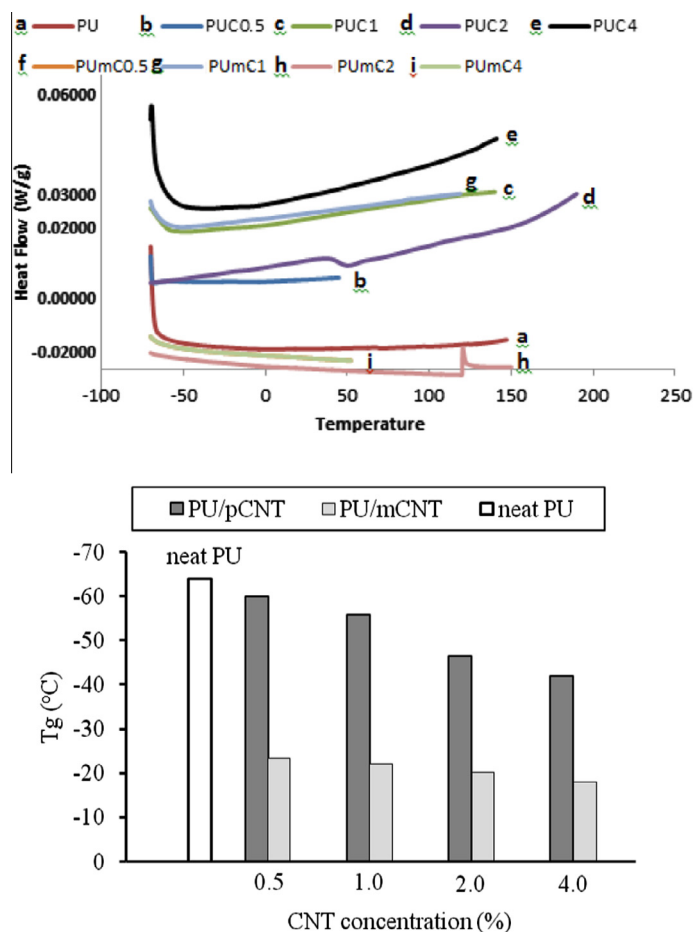 a PU b PUC0.5 c PUC1 d PUC2 e PUC4
f PUmC0.5 g PUmC1 h PUmC2 i PUmC4
0.06000
0.03000
0.02000
0.00000
-0.02000
Heat Flow (W/g)
e
g
c
d
b
a
i
h
-100 -50 0 50 100 150 200 250
Temperature
PU/pCNT PU/mCNT neat PU
-70
neat PU
-60
-50
-40
-30
-20
-10
0
Tg (°C)
0.5 1.0 2.0 4.0
CNT concentration (%)